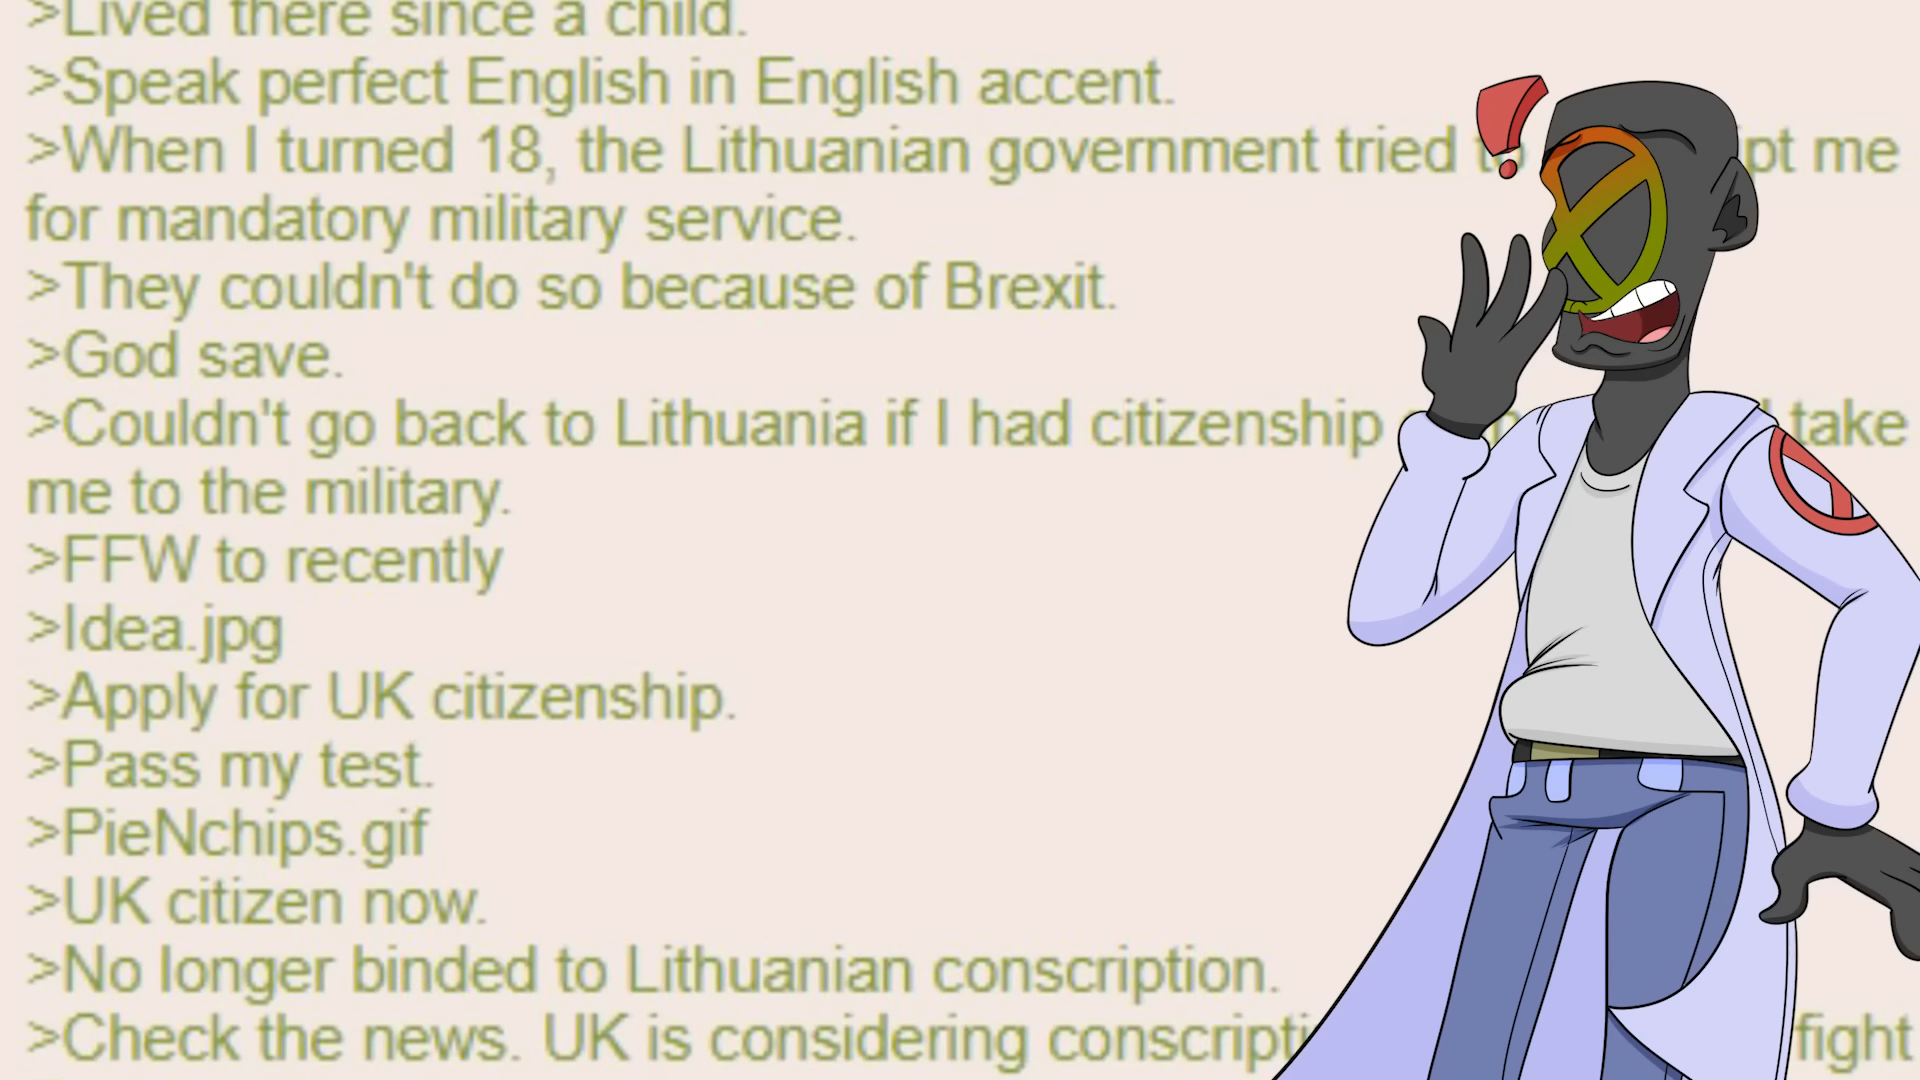 >Lived there since a child.
>Speak perfect English in English accent.
>When I turned 18, the Lithuanian government tried me
for mandatory military service.
>They couldn't do so because of Brexit.
>God save.
>Couldn't go back to Lithuania if I had citizenship take
me to the military.
>FFW to recently
>Idea.jpg
>Apply for UK citizenship.
>Pass my test.
>PieNchips.gif
>UK citizen now.
>No longer binded to Lithuanian conscription.
>Check the news. UK is considering fight